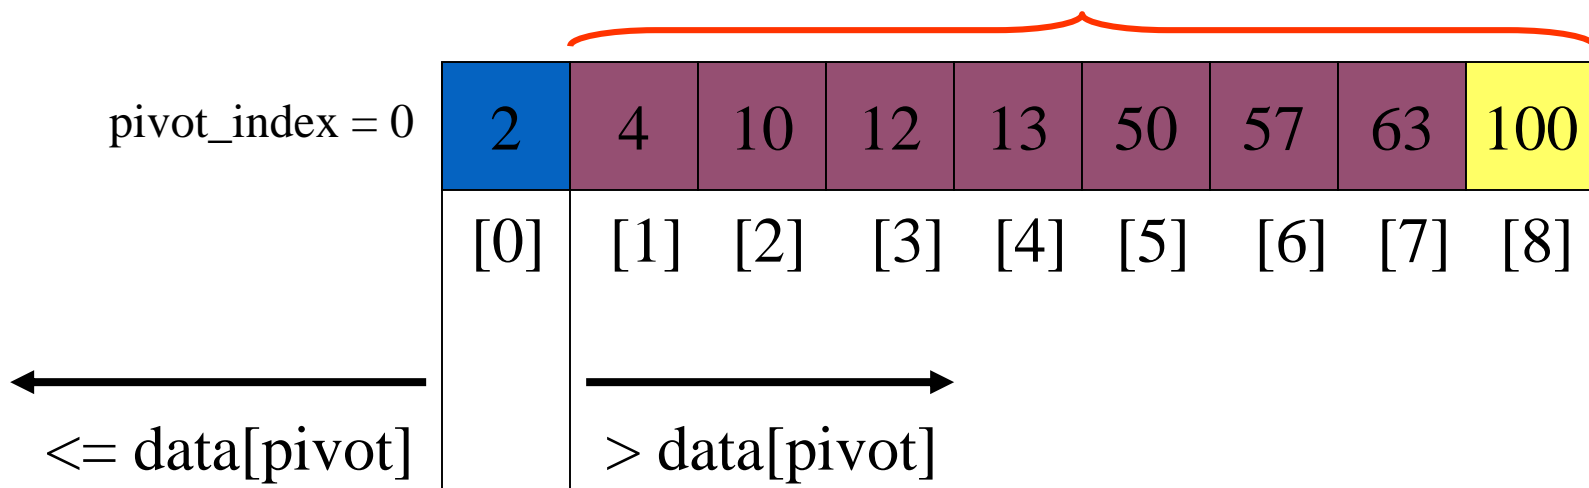 pivot_index = 0 2 4 10 12 13 50 57 63 100
[0] [1] [2] [3] [4] [5] [6] [7] [8]
<= data[pivot] > data[pivot]